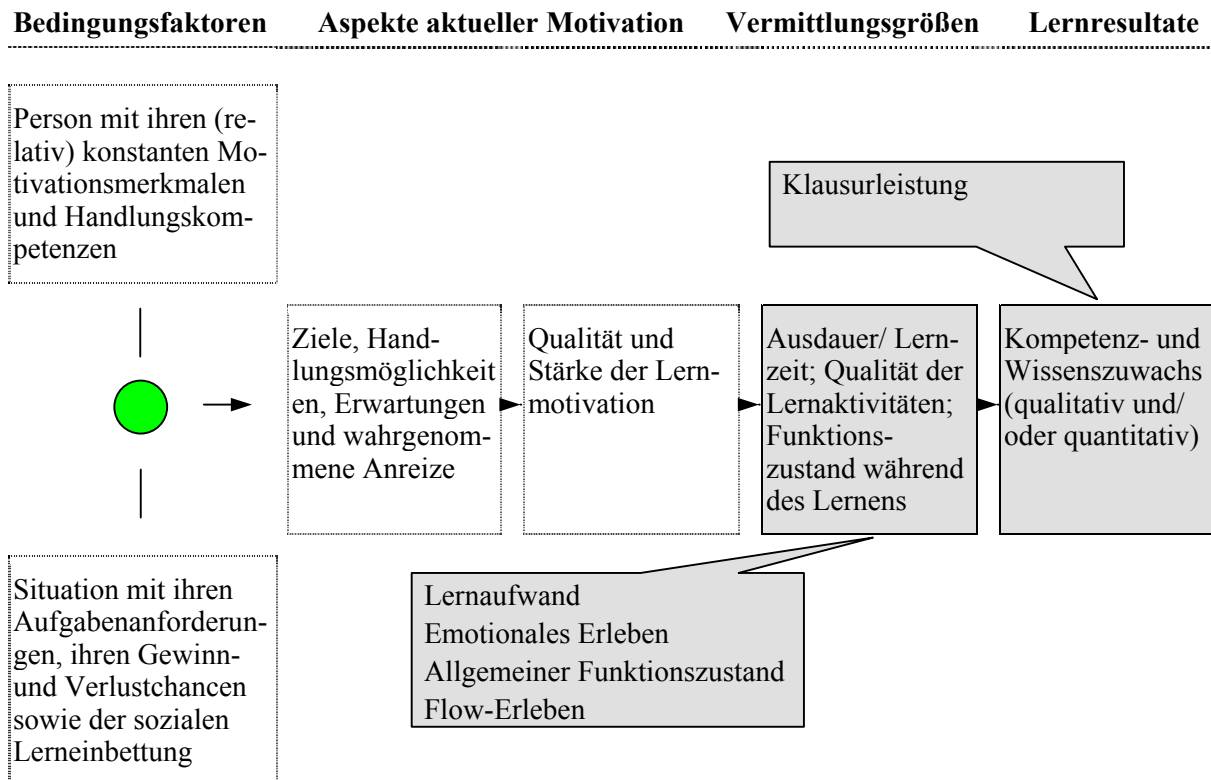 Bedingungsfaktoren Aspekte aktueller Motivation Vermittlungsgrößen Lernresultate
Person mit ihren (re-
lativ) konstanten Mo-
tivationsmerkmalen
und Handlungskom-
petenzen
Klausurleistung
Ziele, Hand-
lungsmöglichkeit
en, Erwartungen
und wahrgenom-
mene Anreize
Qualität und
Stärke der Lern-
motivation
Ausdauer/ Lern-
zeit; Qualität der
Lernaktivitäten;
Funktions-
zustand während
des Lernens
Kompetenz- und
Wissenszuwachs
(qualitativ und/
oder quantitativ)
Situation mit ihren
Aufgabenanforderun-
gen, ihren Gewinn-
und Verlustchancen
sowie der sozialen
Lerneinbettung
Lernaufwand
Emotionales Erleben
Allgemeiner Funktionszustand
Flow-Erleben